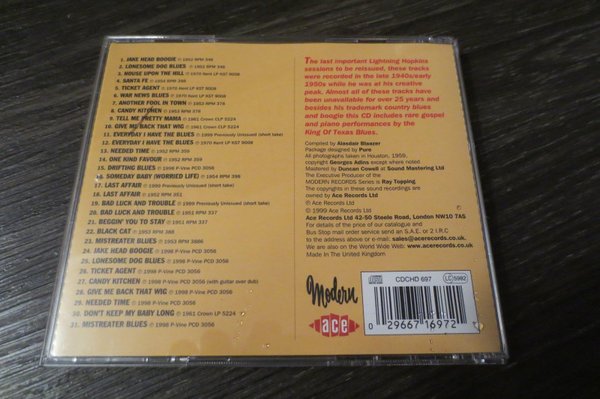 1. JAKE HEAD BOOGIE ℗ 1952 RPM 346
2. LONESOME DOG BLUES ℗ 1952 RPM 346
3. HOUSE UPON THE HILL ℗ 1970 Kent LP KST 9008
4. SANTA FE ℗ 1954 RPM 398
5. TICKET AGENT ℗ 1970 Kent LP KST 9008
6. WAR NEWS BLUES ℗ 1970 Kent LP KST 9008
7. ANOTHER FOOL IN TOWN ℗ 1953 RPM 378
8. CANDY KITCHEN ℗ 1953 RPM 378
9. TELL ME PRETTY MAMA ℗ 1961 Crown CLP 5224
10. GIVE ME BACK THAT WIG ℗ 1961 Crown LP 5224
11. EVERYDAY I HAVE THE BLUES ℗ 1999 Previously Unissued (short take)
12. EVERYDAY I HAVE THE BLUES ℗ 1970 Kent LP KST 9008
13. NEEDED TIME ℗ 1952 RPM 359
14. ONE KIND FAVOUR ℗ 1952 RPM 359
15. DRIFTING BLUES ℗ 1998 P-Vine PCD 3056
16. SOMEDAY BABY (WORRIED LIFE) ℗ 1954 RPM 398
17. LAST AFFAIR ℗ 1999 Previously Unissued (short take)
18. LAST AFFAIR ℗ 1952 RPM 351
19. BAD LUCK AND TROUBLE ℗ 1999 Previously Unissued (short take)
20. BAD LUCK AND TROUBLE ℗ 1951 RPM 337
21. BEGGIN' YOU TO STAY ℗ 1951 RPM 337
22. BLACK CAT ℗ 1953 RPM 388
23. MISTREATER BLUES ℗ 1953 RPM 3886
24. JAKE HEAD BOOGIE ℗ 1998 P-Vine PCD 3056
25. LONESOME DOG BLUES ℗ 1998 P-Vine PCD 3056
26. TICKET AGENT ℗ 1998 P-Vine PCD 3056
27. CANDY KITCHEN ℗ 1998 P-Vine PCD 3056 (with guitar over dub)
28. GIVE ME BACK THAT WIG ℗ 1998 P-Vine PCD 3056
29. NEEDED TIME ℗ 1998 P-Vine PCD 3056
30. DON'T KEEP MY BABY LONG ℗ 1961 Crown LP 5224
31. MISTREATER BLUES ℗ 1998 P-Vine PCD 3056
The last important Lightning Hopkins
sessions to be reissued, these tracks
were recorded in the late 1940s/early
1950s while he was at his creative
peak. Almost all of these tracks have
been unavailable for over 25 years and
besides his trademark country blues
and boogie this CD includes rare gospel
and piano performances by the
King Of Texas Blues.
Compiled by Alasdair Blaazer
Package designed by Pure
All photographs taken in Houston, 1959,
copyright Georges Adins except where noted.
Mastered by Duncan Cowell at Sound Mastering Ltd
The Executive Producer of the
MODERN RECORDS Series is Ray Topping
The copyrights in these sound recordings are
owned by Ace Records Ltd
℗ Ace Records Ltd
© 1999 Ace Records Ltd
Ace Records Ltd 42-50 Steele Road, London NW10 7AS
For details of the price of our catalogue and
Bus Stop mail order service send an S.A.E. or 2 I.R.C
to the address above or e-mail: sales@acerecords.co.uk
We are also on the World Wide Web: www.acerecords.co.uk
Made in The United Kingdom
Modern
ace
CDCHD 697
LC 5982
0 29667 16972